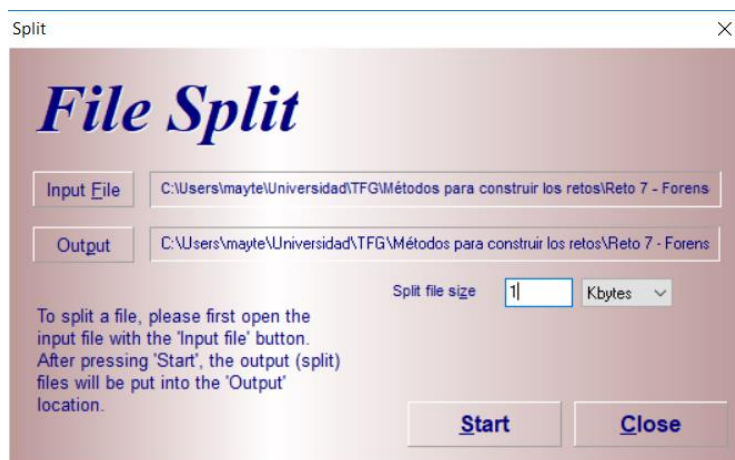 Split
File Split
Input File C:\Users\mayte\Universidad\TFG\Métodos para construir los retos\Reto 7 - Forens
Output C:\Users\mayte\Universidad\TFG\Métodos para construir los retos\Reto 7 - Forens
Split file size 1 Kbytes
To split a file, please first open the
input file with the 'Input file' button.
After pressing 'Start', the output (split)
files will be put into the 'Output'
location.
Start Close